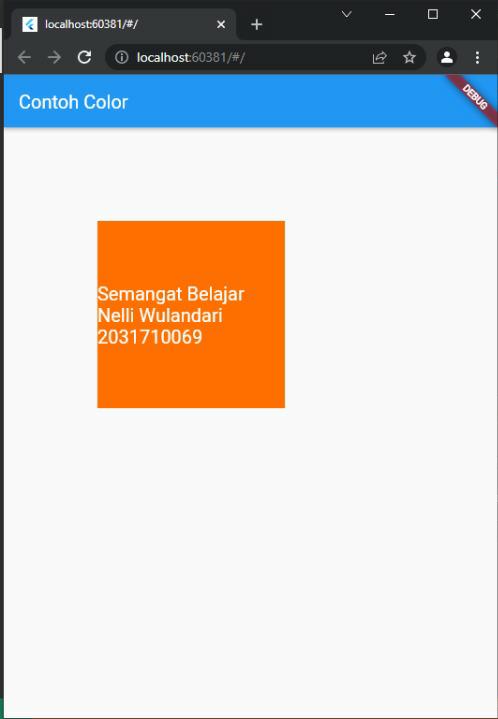 localhost:60381/#/
localhost:60381/#/
Contoh Color
DEBUG
Semangat Belajar
Nelli Wulandari
2031710069